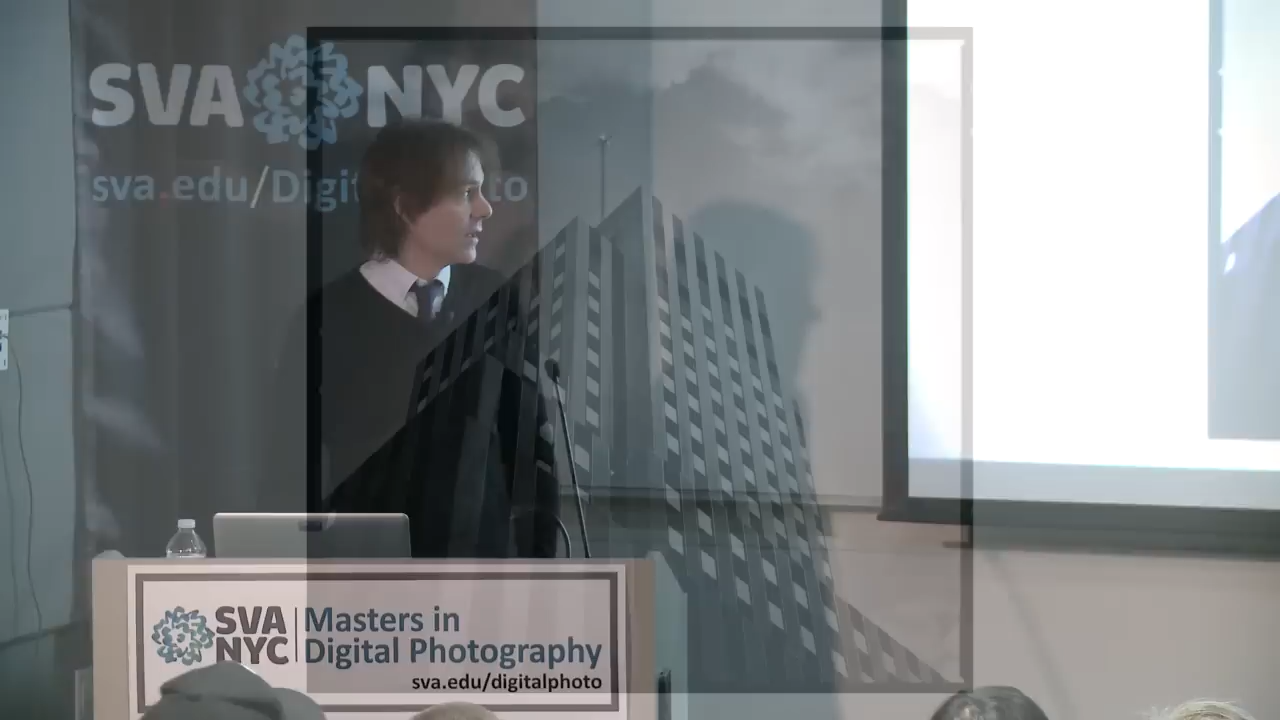 SVA NYC
sva.edu/Digi to
SVA NYC
Masters in
Digital Photography
sva.edu/digitalphoto